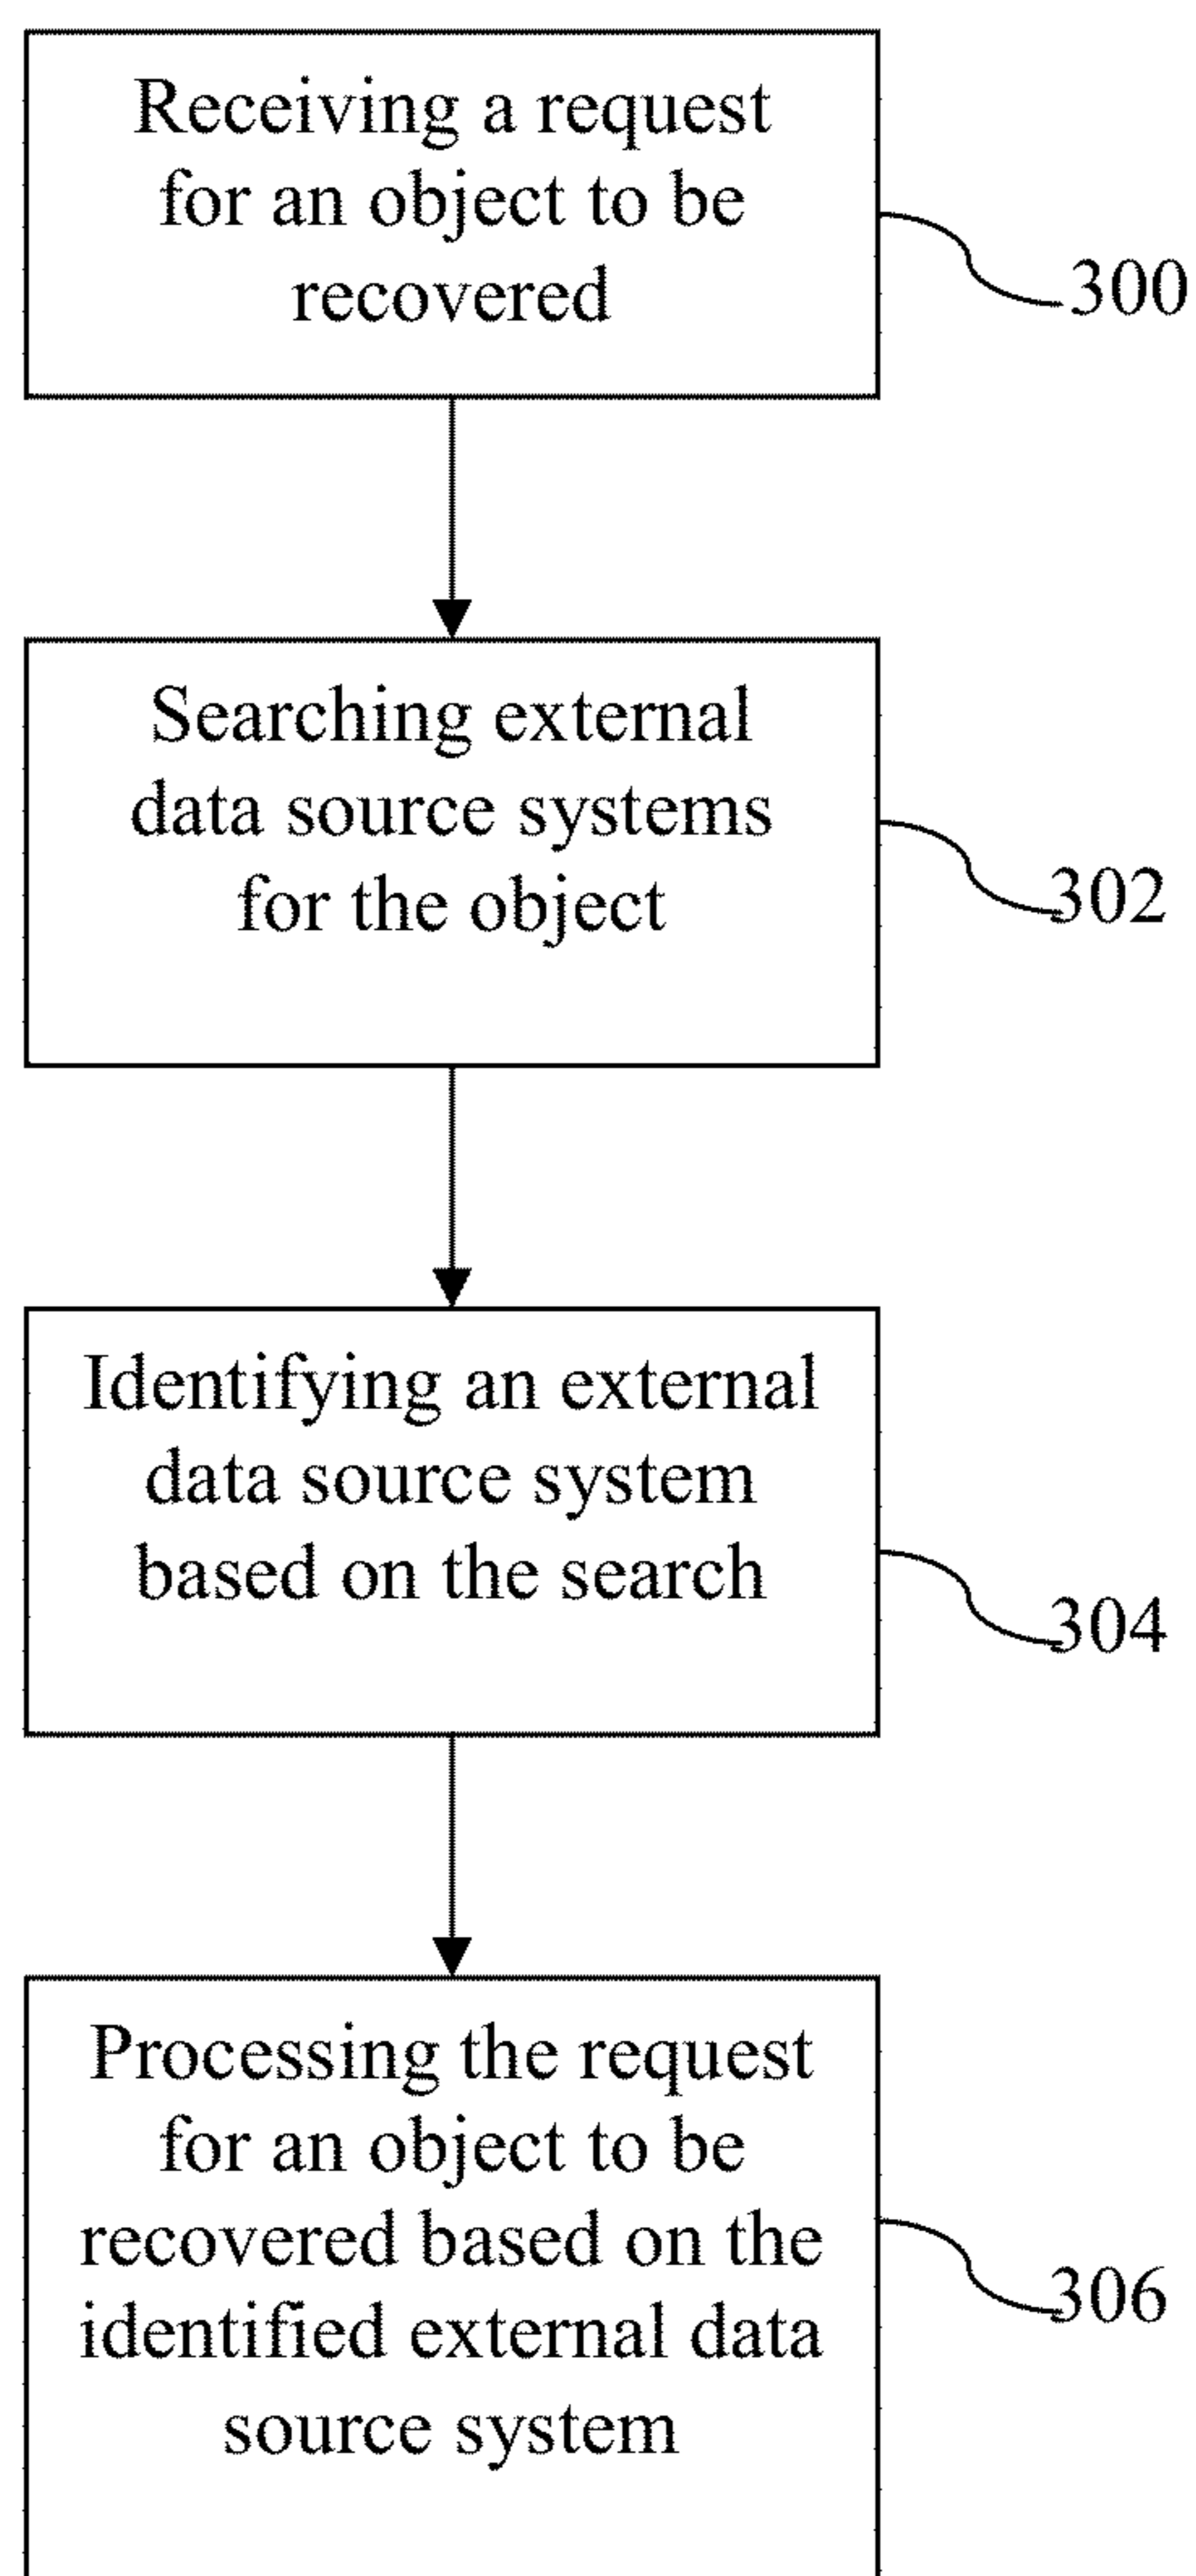 Receiving a request
for an object to be
recovered
300
Searching external
data source systems
for the object
302
Identifying an external
data source system
based on the search
304
Processing the request
for an object to be
recovered based on the
identified external data
source system
306